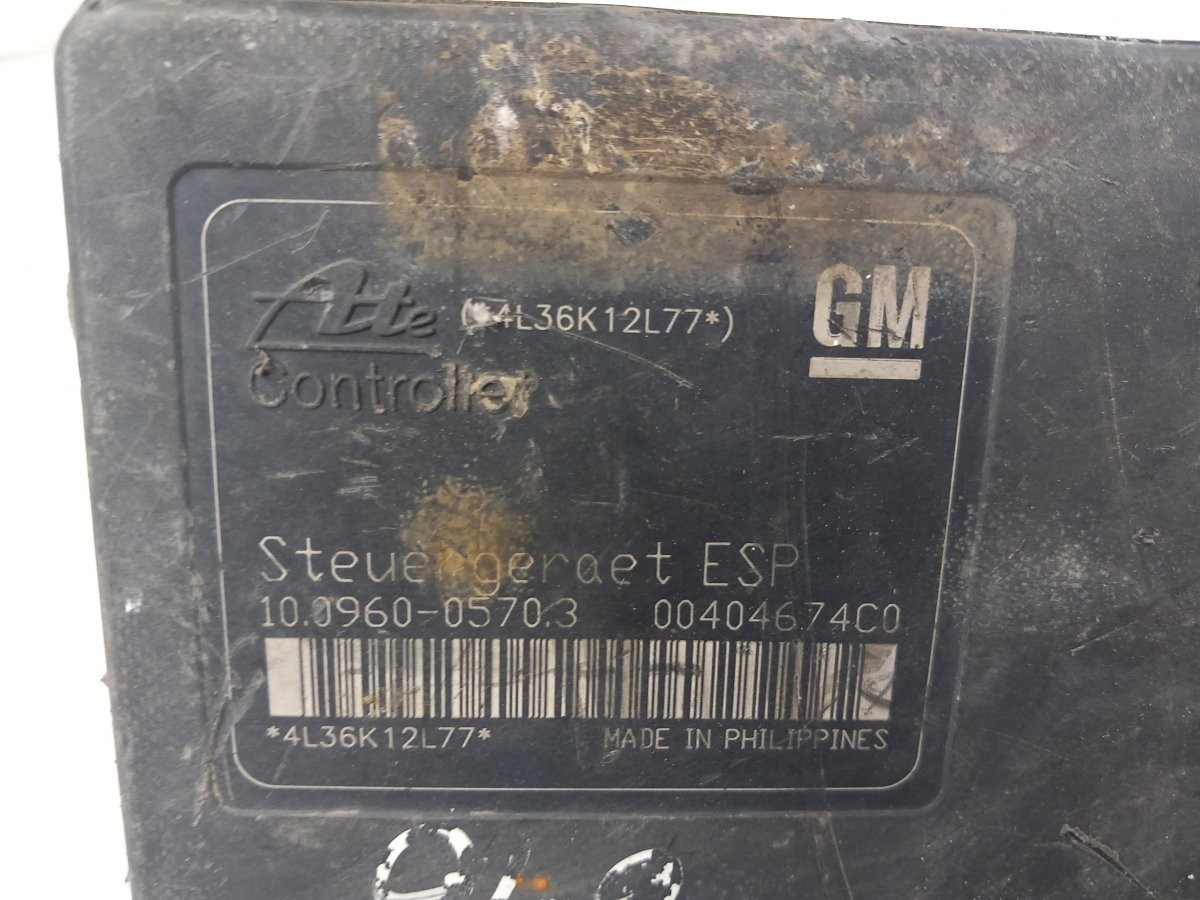 Ate (*4L36K12L77*) GM
Controller
Steuergeraet ESP
10.0960-0570.3 00404674C0
*4L36K12L77* MADE IN PHILIPPINES